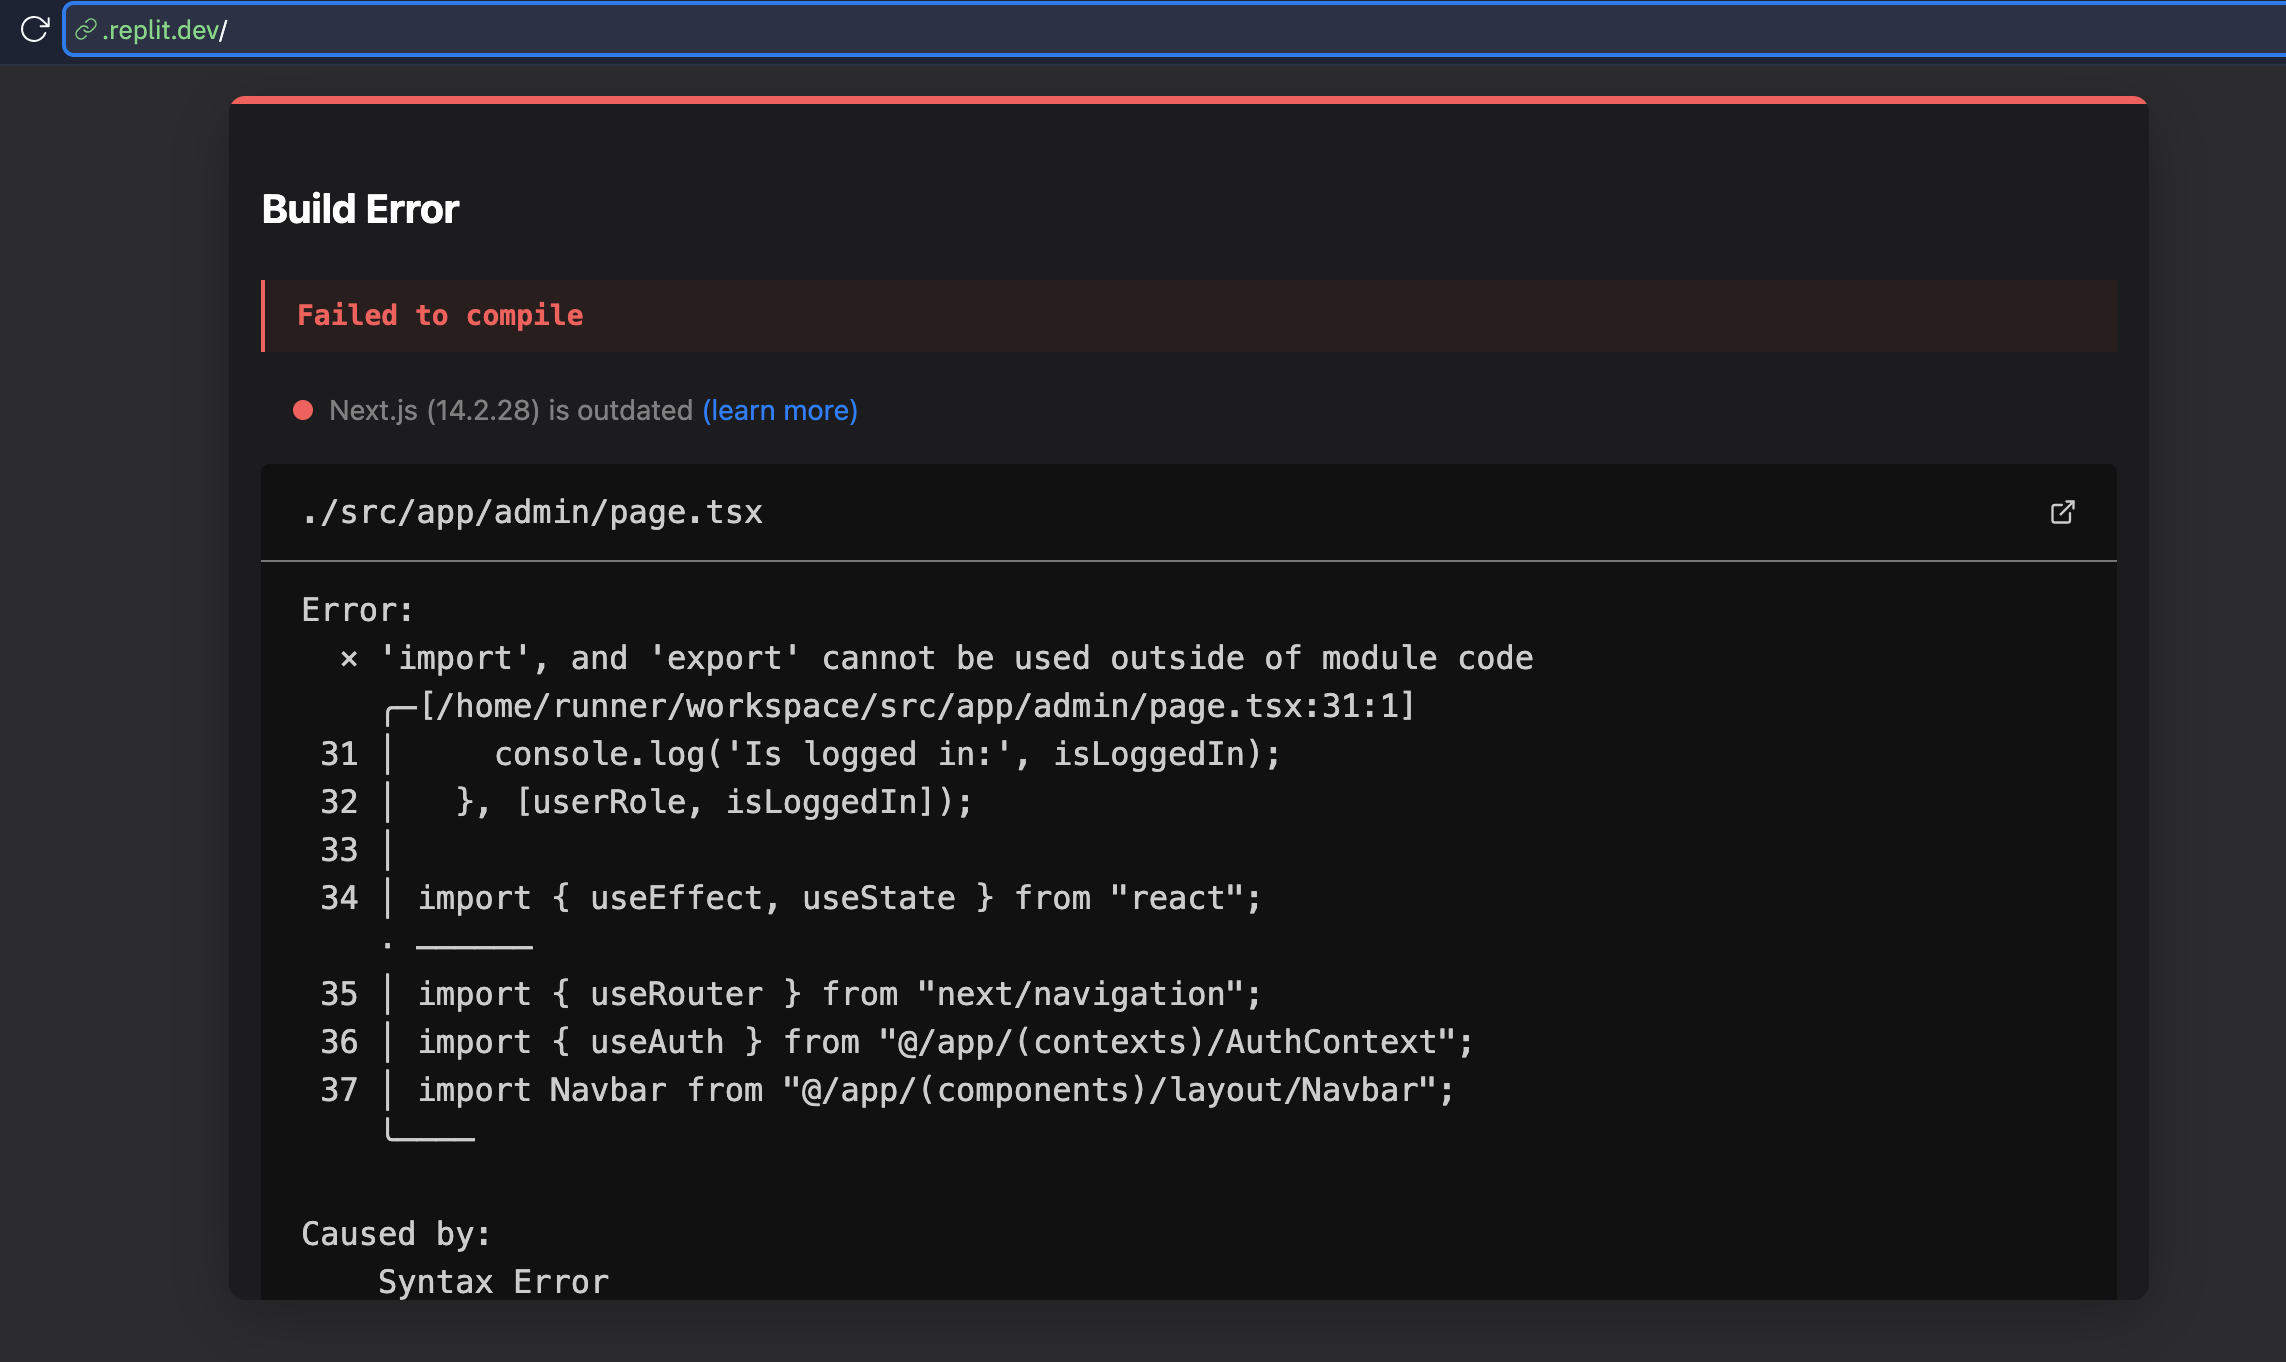 .replit.dev/
Build Error
Failed to compile
Next.js (14.2.28) is outdated (learn more)
./src/app/admin/page.tsx
Error:
  × 'import', and 'export' cannot be used outside of module code
    ╭─[/home/runner/workspace/src/app/admin/page.tsx:31:1]
 31 │     console.log('Is logged in:', isLoggedIn);
 32 │   }, [userRole, isLoggedIn]);
 33 │
 34 │ import { useEffect, useState } from "react";
    · ──────
 35 │ import { useRouter } from "next/navigation";
 36 │ import { useAuth } from "@/app/(contexts)/AuthContext";
 37 │ import Navbar from "@/app/(components)/layout/Navbar";
    ╰────
Caused by:
    Syntax Error